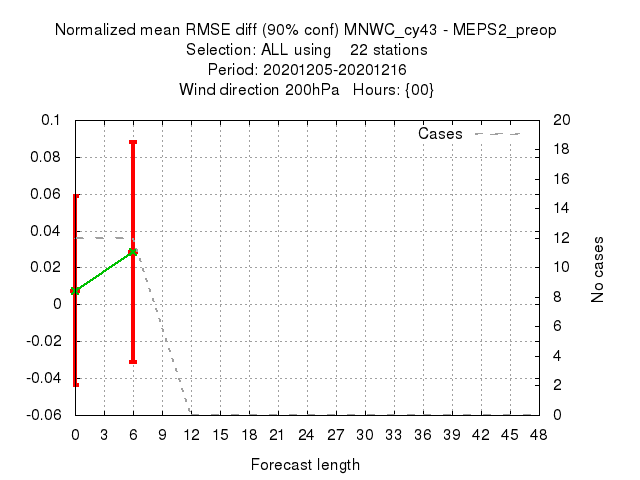 Normalized mean RMSE diff (90% conf) MNWC_cy43 - MEPS2_preop
Selection: ALL using    22 stations
Period: 20201205-20201216
Wind direction 200hPa   Hours: {00}
Cases
0.1
0.08
0.06
0.04
0.02
0
-0.02
-0.04
-0.06
20
18
16
14
12
10
8
6
4
2
0
No cases
0 3 6 9 12 15 18 21 24 27 30 33 36 39 42 45 48
Forecast length